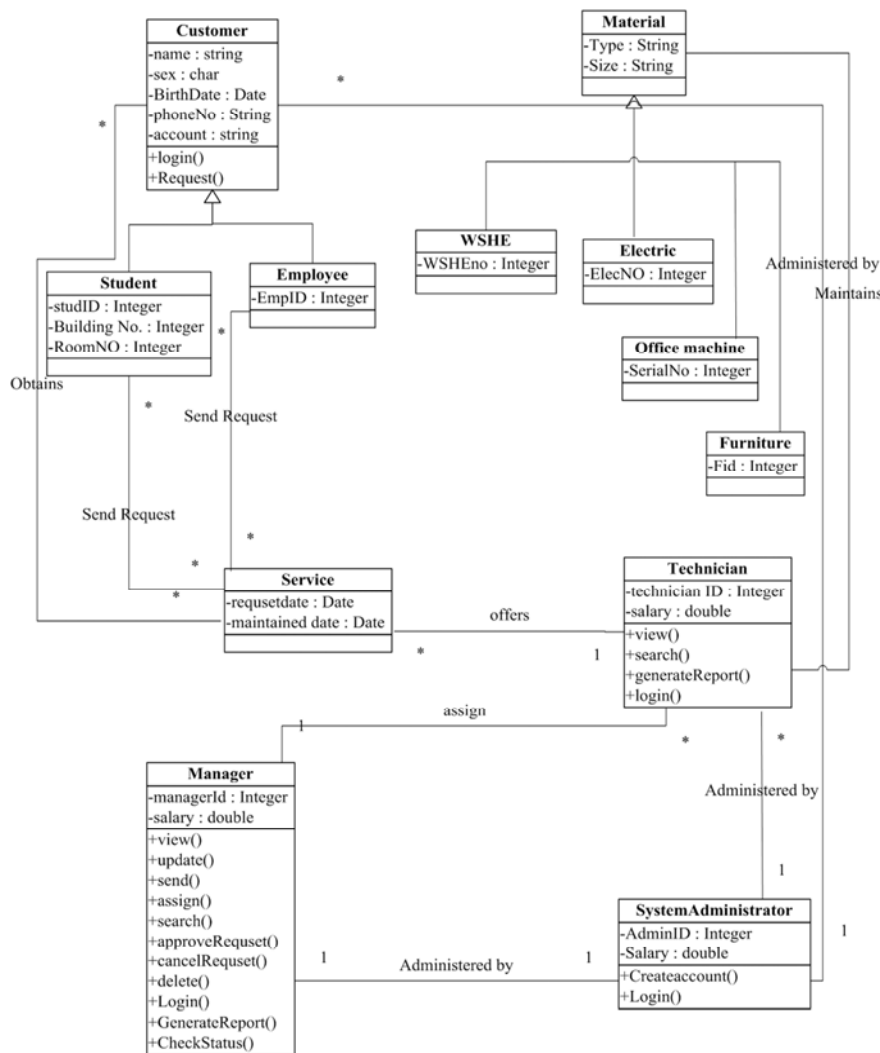 Customer
-name : string
-sex : char
-BirthDate : Date
-phoneNo : String
-account : string
+login()
+Request()
*
*
Material
-Type : String
-Size : String
WSHE
-WSHEno : Integer
Electric
-ElecNO : Integer
Administered by
Maintains
Student
-studID : Integer
-Building No. : Integer
-RoomNO : Integer
Employee
-EmpID : Integer
*
Office machine
-SerialNo : Integer
Obtains
*
Send Request
Furniture
-Fid : Integer
Send Request
*
*
*
Service
-requsetdate : Date
-maintained date : Date
offers
*
1
Technician
-technician ID : Integer
-salary : double
+view()
+search()
+generateReport()
+login()
assign
1
*
*
Manager
-managerId : Integer
-salary : double
+view()
+update()
+send()
+assign()
+search()
+approveRequset()
+cancelRequset()
+delete()
+Login()
+GenerateReport()
+CheckStatus()
Administered by
1
1
Administered by
1
1
SystemAdministrator
-AdminID : Integer
-Salary : double
+Createaccount()
+Login()